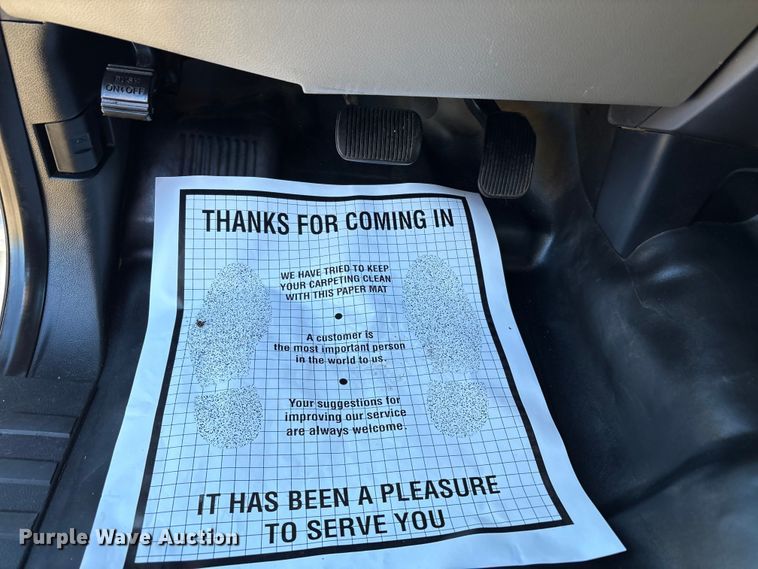 PUSH
ON/OFF
THANKS FOR COMING IN
WE HAVE TRIED TO KEEP
YOUR CARPETING CLEAN
WITH THIS PAPER MAT
A customer is
the most important person
in the world to us.
Your suggestions for
improving our service
are always welcome.
IT HAS BEEN A PLEASURE
TO SERVE YOU
Purple Wave Auction